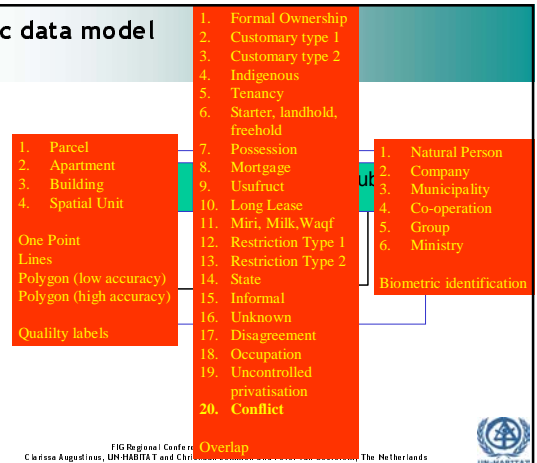 c data model
1. Formal Ownership
2. Customary type 1
3. Customary type 2
4. Indigenous
5. Tenancy
6. Starter, landhold,
freehold
7. Possession
8. Mortgage
9. Usufruct
10. Long Lease
11. Miri, Milk,Waqf
12. Restriction Type 1
13. Restriction Type 2
14. State
15. Informal
16. Unknown
17. Disagreement
18. Occupation
19. Uncontrolled
privatisation
20. Conflict
Overlap
1. Parcel
2. Apartment
3. Building
4. Spatial Unit
One Point
Lines
Polygon (low accuracy)
Polygon (high accuracy)
Qualilty labels
ub
1. Natural Person
2. Company
3. Municipality
4. Co-operation
5. Group
6. Ministry
Biometric identification
FIG Regional Confere
Clarissa Augustinus, UN-HABITAT and Chri The Netherlands
UN-HABITAT